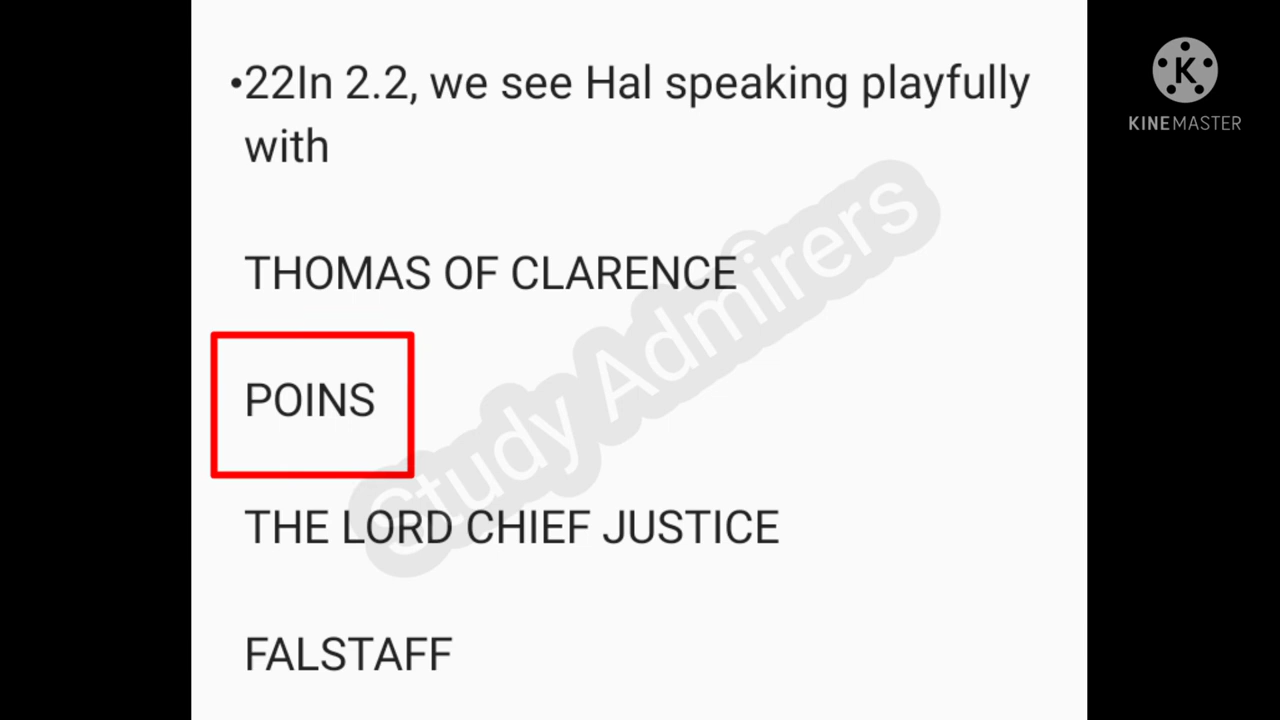 •22In 2.2, we see Hal speaking playfully
with
THOMAS OF CLARENCE
POINS
THE LORD CHIEF JUSTICE
FALSTAFF
Study Admirers
K
KINEMASTER